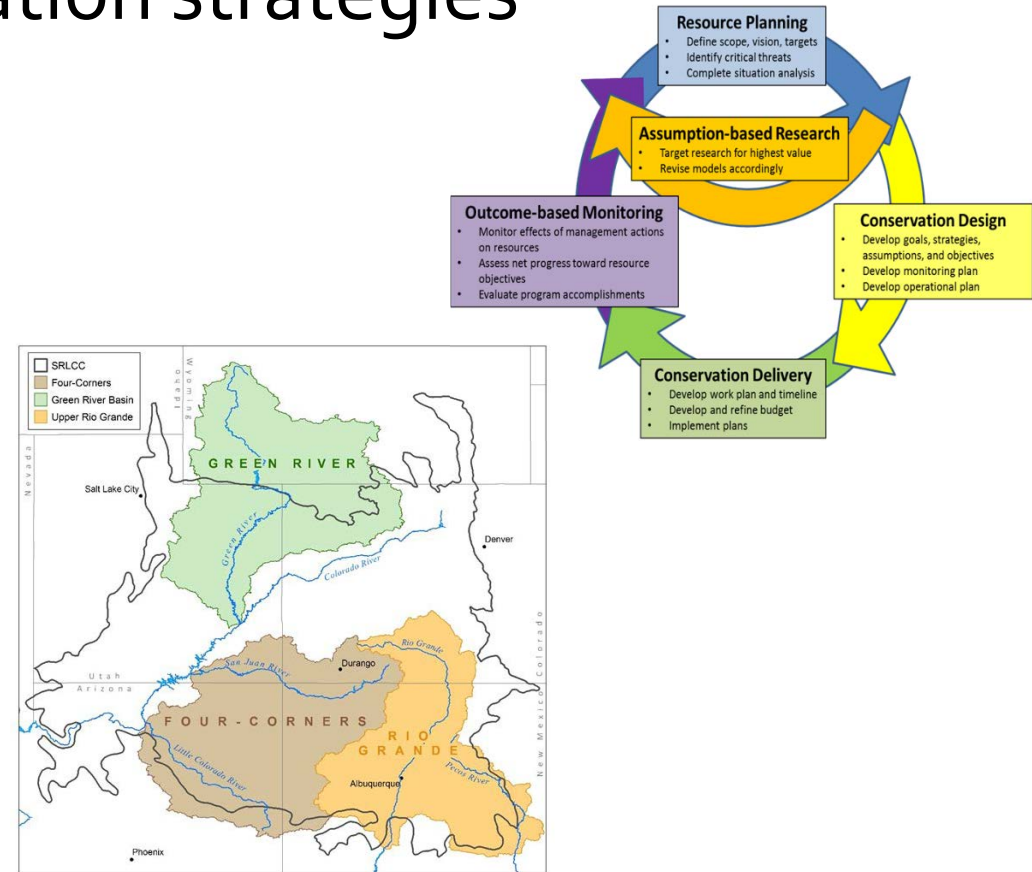 ation strategies
Resource Planning
• Define scope, vision, targets
• Identify critical threats
• Complete situation analysis
Assumption-based Research
• Target research for highest value
• Revise models accordingly
Outcome-based Monitoring
• Monitor effects of management actions
on resources
• Assess net progress toward resource
objectives
• Evaluate program accomplishments
Conservation Design
• Develop goals, strategies,
assumptions, and objectives
• Develop monitoring plan
• Develop operational plan
Conservation Delivery
• Develop work plan and timeline
• Develop and refine budget
• Implement plans
SRLCC
Four-Corners
Green River Basin
Upper Rio Grande
Idaho
Wyoming
Nevada
GREEN RIVER
Salt Lake City
Green River
Denver
Colorado River
Rio Grande
San Juan River
Durango
Utah
Arizona
Colorado
New Mexico
FOUR-CORNERS
RIO
GRANDE
Little Colorado River
Pecos River
Albuquerque
Phoenix